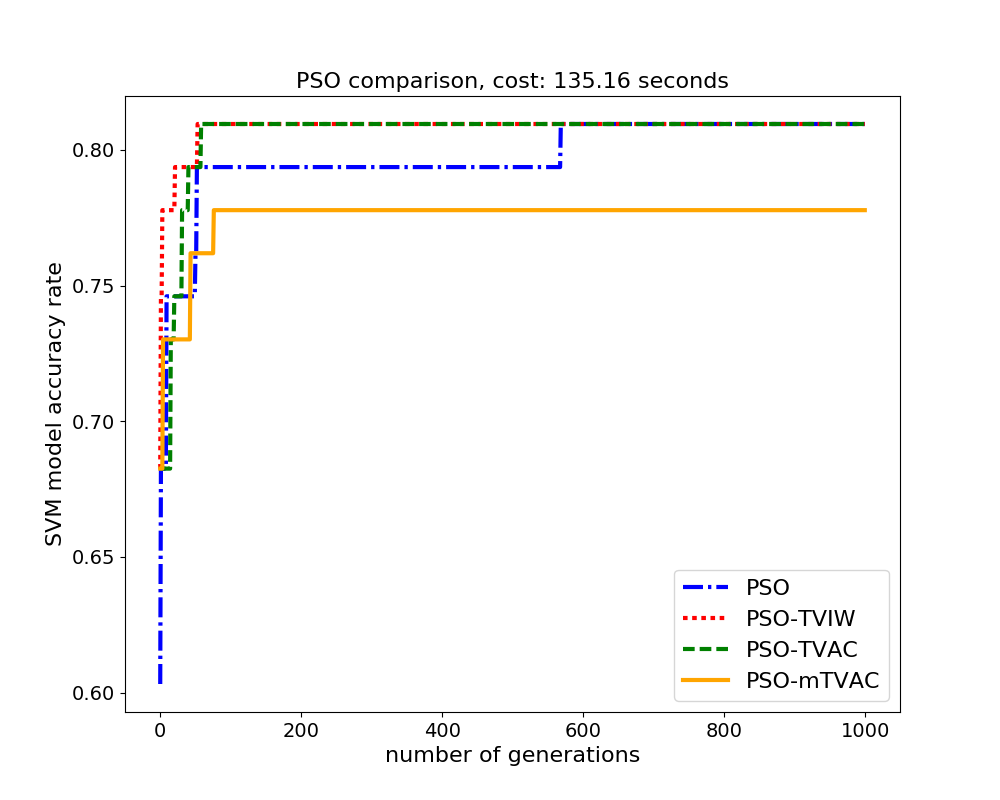 PSO comparison, cost: 135.16 seconds
SVM model accuracy rate
0.80
0.75
0.70
0.65
0.60
0 200 400 600 800 1000
number of generations
PSO
PSO-TVIW
PSO-TVAC
PSO-mTVAC